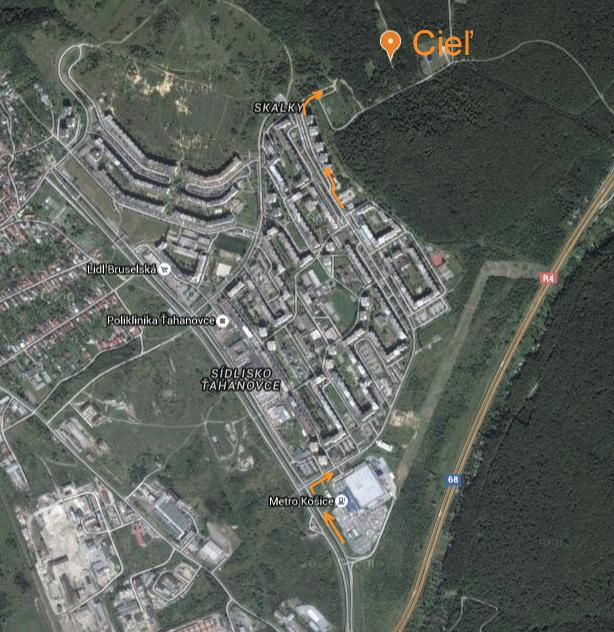 Cieľ
SKALKY
R4
Lidl Bruselská
Poliklinika Ťahanovce
SÍDLISKO
ŤAHANOVCE
68
Metro Košice